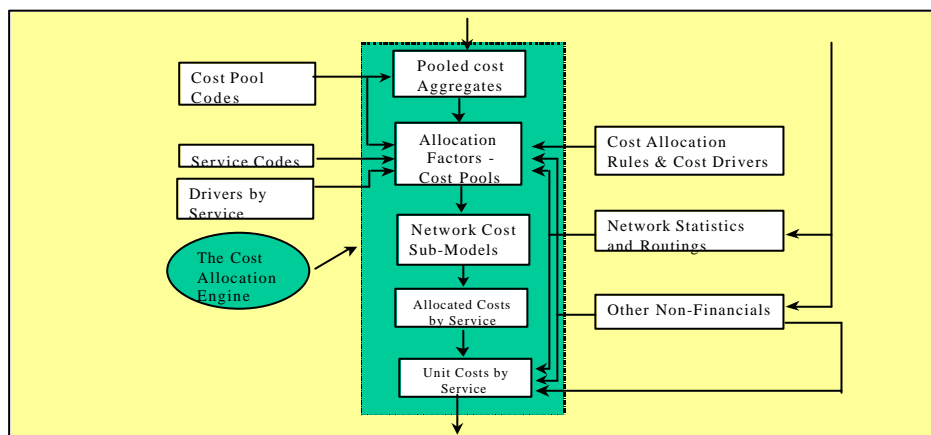 Pooled cost
Aggregates
Cost Pool
Codes
Allocation
Factors -
Cost Pools
Cost Allocation
Rules & Cost Drivers
Service Codes
Drivers by
Service
Network Cost
Sub-Models
Network Statistics
and Routings
The Cost
Allocation
Engine
Allocated Costs
by Service
Other Non-Financials
Unit Costs by
Service